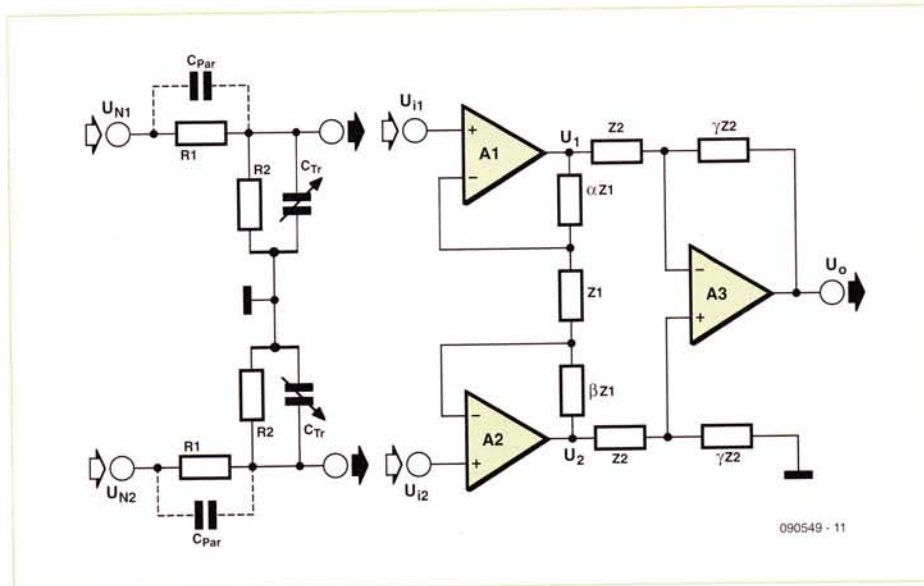 CPar
UN1
R1
R2
CTr
R2
CTr
R1
UN2
CPar
Ui1
+
A1
−
U1
Z2
γZ2
αZ1
Z1
−
A3
+
Uo
βZ1
−
A2
+
U2
Z2
γZ2
Ui2
090549 - 11